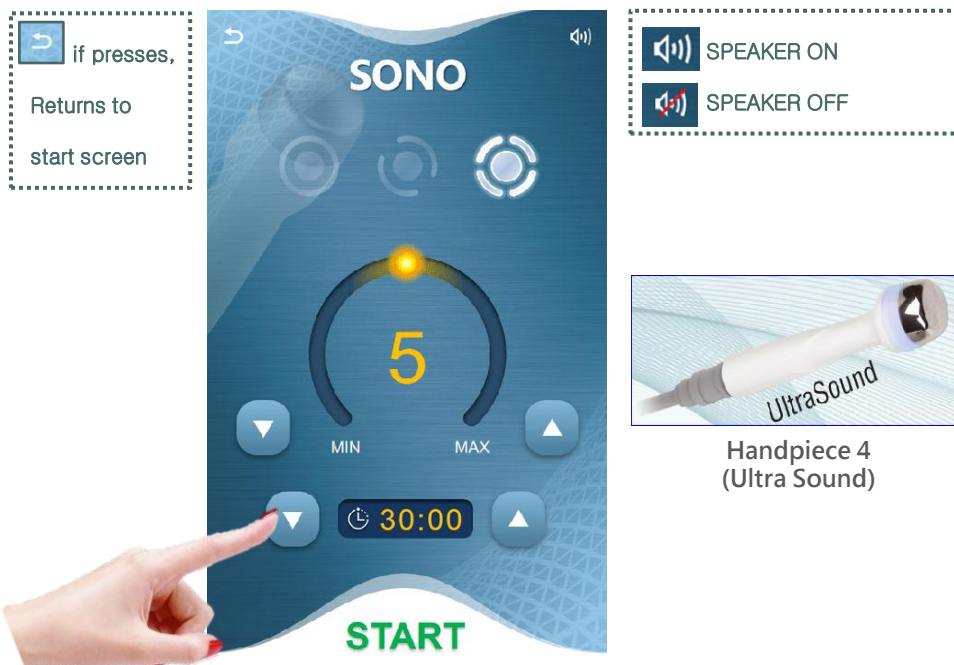 if presses,
Returns to
start screen
SONO
5
MIN
MAX
30:00
START
SPEAKER ON
SPEAKER OFF
UltraSound
Handpiece 4
(Ultra Sound)